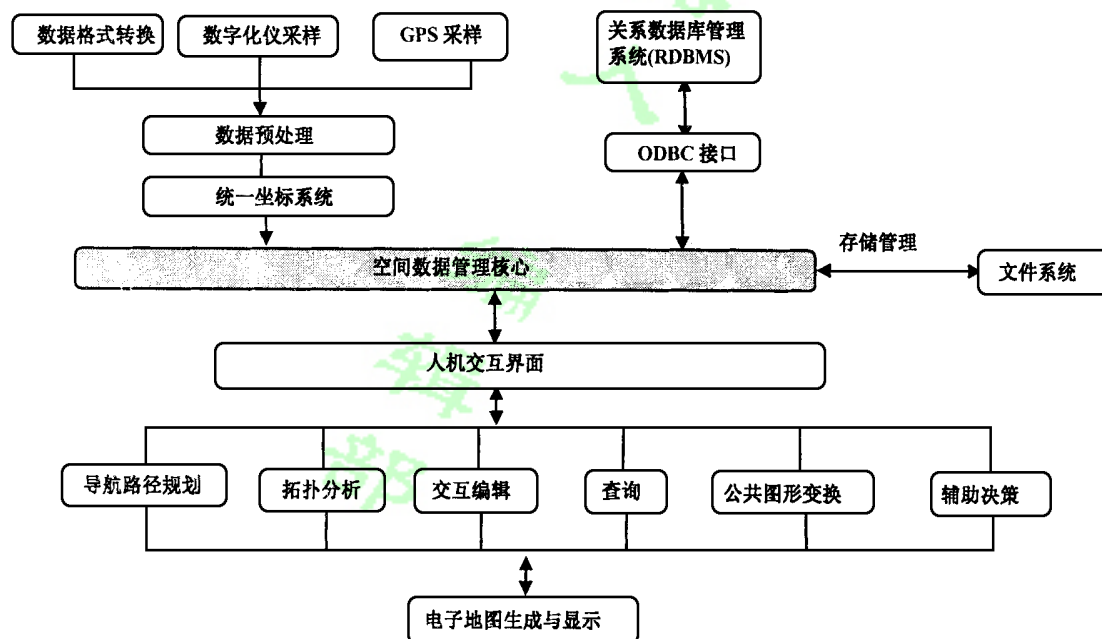 数据格式转换
数字化仪采样
GPS 采样
关系数据库管理
系统(RDBMS)
数据预处理
ODBC 接口
统一坐标系统
存储管理
空间数据管理核心
文件系统
人机交互界面
导航路径规划
拓扑分析
交互编辑
查询
公共图形变换
辅助决策
电子地图生成与显示
编
辑
部